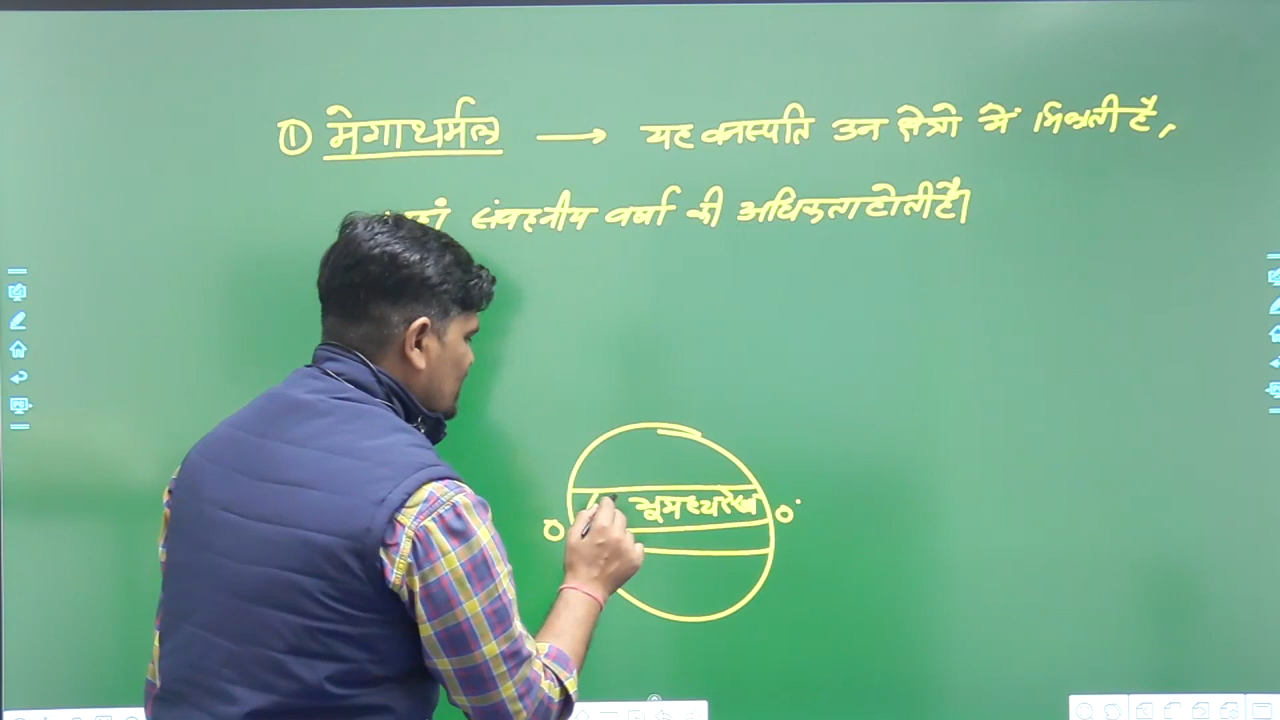 ① मेगाथर्मल → यह वनस्पति उन क्षेत्रो में मिलती है,
संवहनीय वर्षा की अधिकता होती है।
भूमध्यरेखा
0 0°